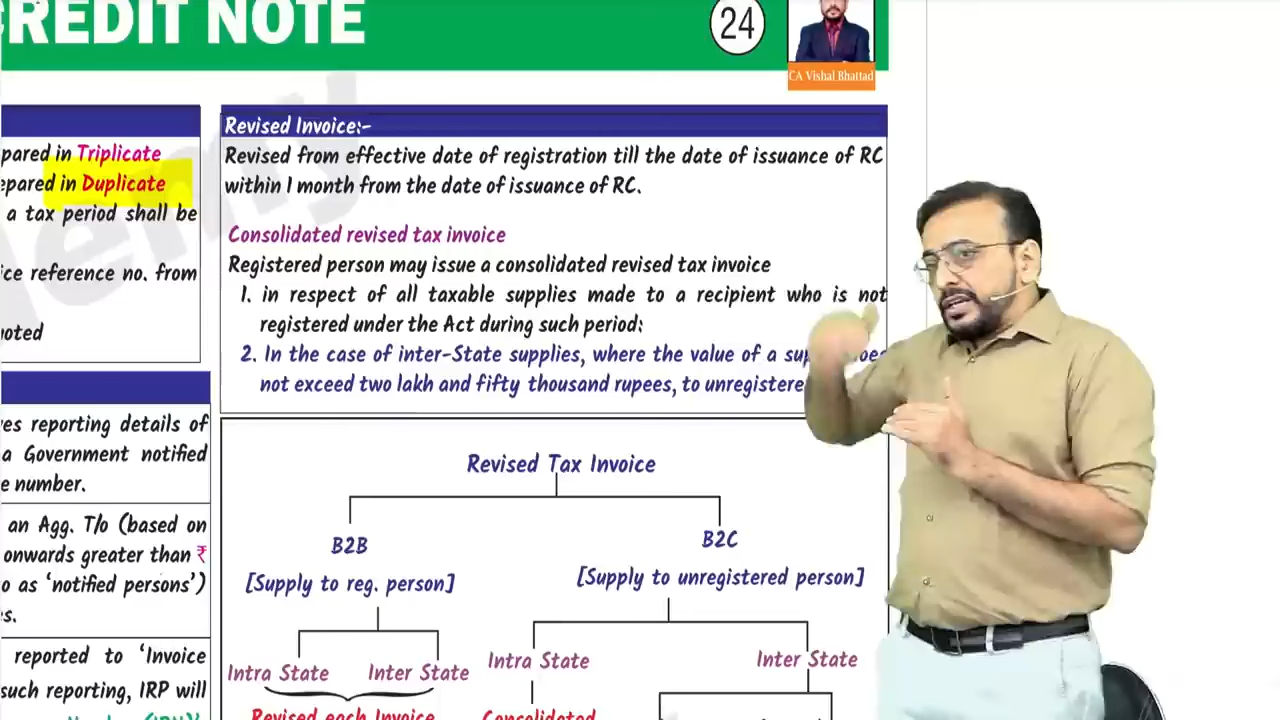 CREDIT NOTE
24
CA Vishal Bhattad
pared in Triplicate
epared in Duplicate
a tax period shall be
ice reference no. from
noted
es reporting details of
a Government notified
e number.
an Agg. T/o (based on
onwards greater than ₹
o as ‘notified persons’)
s.
reported to ‘Invoice
such reporting, IRP will
Revised Invoice:-
Revised from effective date of registration till the date of issuance of RC
within 1 month from the date of issuance of RC.
Consolidated revised tax invoice
Registered person may issue a consolidated revised tax invoice
1. in respect of all taxable supplies made to a recipient who is not
registered under the Act during such period:
2. In the case of inter-State supplies, where the value of a sup
not exceed two lakh and fifty thousand rupees, to unregistere
Revised Tax Invoice
B2B
B2C
[Supply to reg. person]
[Supply to unregistered person]
Intra State
Inter State
Intra State
Inter State
Revised each Invoice
Consolidated